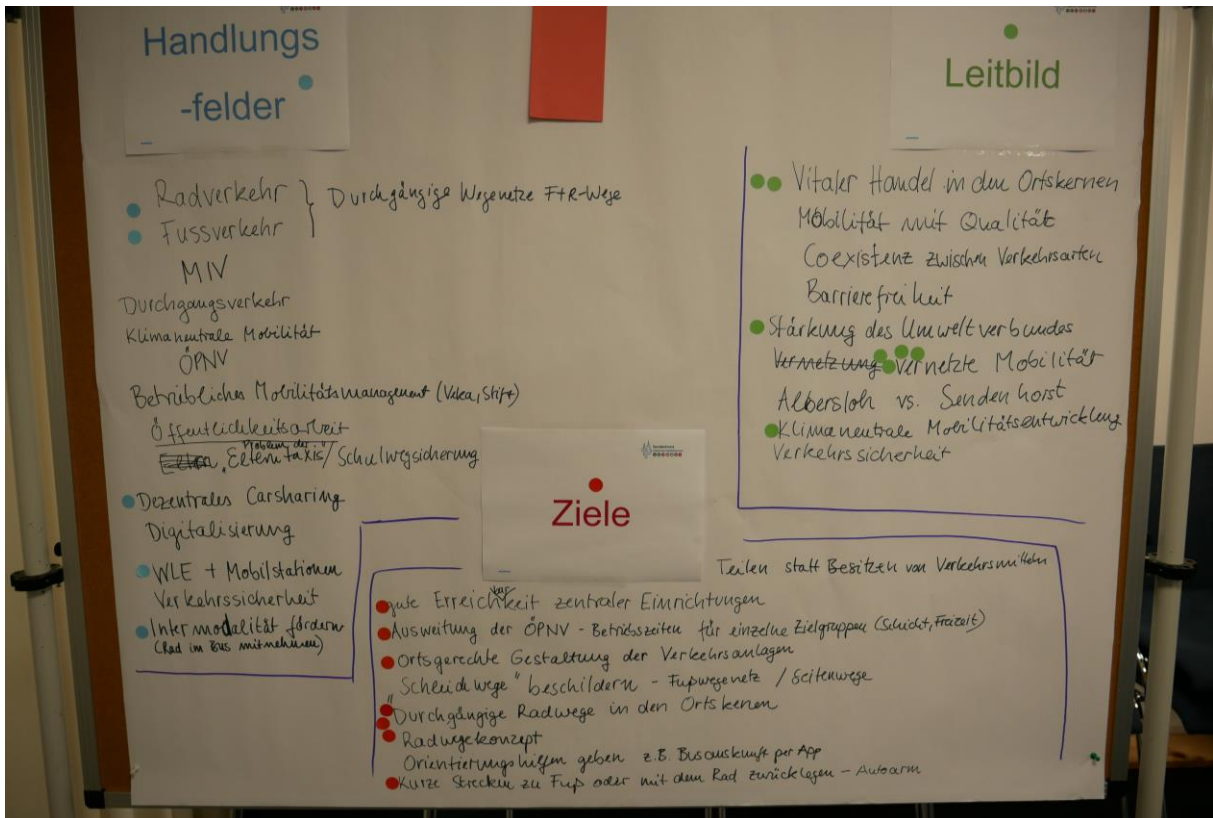 Handlungs
-felder
Radverkehr } Durchgängige Wegenetze F+R-Wege
Fussverkehr
MIV
Durchgangsverkehr
Klimaneutrale Mobilität
ÖPNV
Betriebliches Mobilitätsmanagement (Veka, Stift)
Öffentlichkeitsarbeit
Problem der
Eltern, "Elterntaxis"/Schulwegsicherung
Dezentrales Carsharing
Digitalisierung
WLE + Mobilstationen
Verkehrssicherheit
Intermodalität fördern
(Rad im Bus mitnehmen)
Leitbild
Vitaler Handel in den Ortskernen
Mobilität mit Qualität
Coexistenz zwischen Verkehrsarten
Barrierefreiheit
Stärkung des Umweltverbundes
Vernetzung Vernetzte Mobilität
Albersloh vs. Sendenhorst
Klimaneutrale Mobilitätsentwicklung
Verkehrssicherheit
Ziele
Teilen statt Besitzen von Verkehrsmitteln
gute Erreichbarkeit zentraler Einrichtungen
Ausweitung der ÖPNV - Betriebszeiten für einzelne Zielgruppen (Schicht, Freizeit)
Ortsgerechte Gestaltung der Verkehrsanlagen
"Schleichwege" beschildern - Fußwegenetz / Seitenwege
Durchgängige Radwege in den Ortskernen
Radwegekonzept
Orientierungshilfen geben z.B. Busauskunft per App
Kurze Strecken zu Fuß oder mit dem Rad zurücklegen - Autoarm